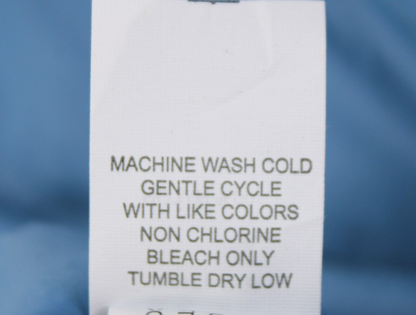 MACHINE WASH COLD
GENTLE CYCLE
WITH LIKE COLORS
NON CHLORINE
BLEACH ONLY
TUMBLE DRY LOW